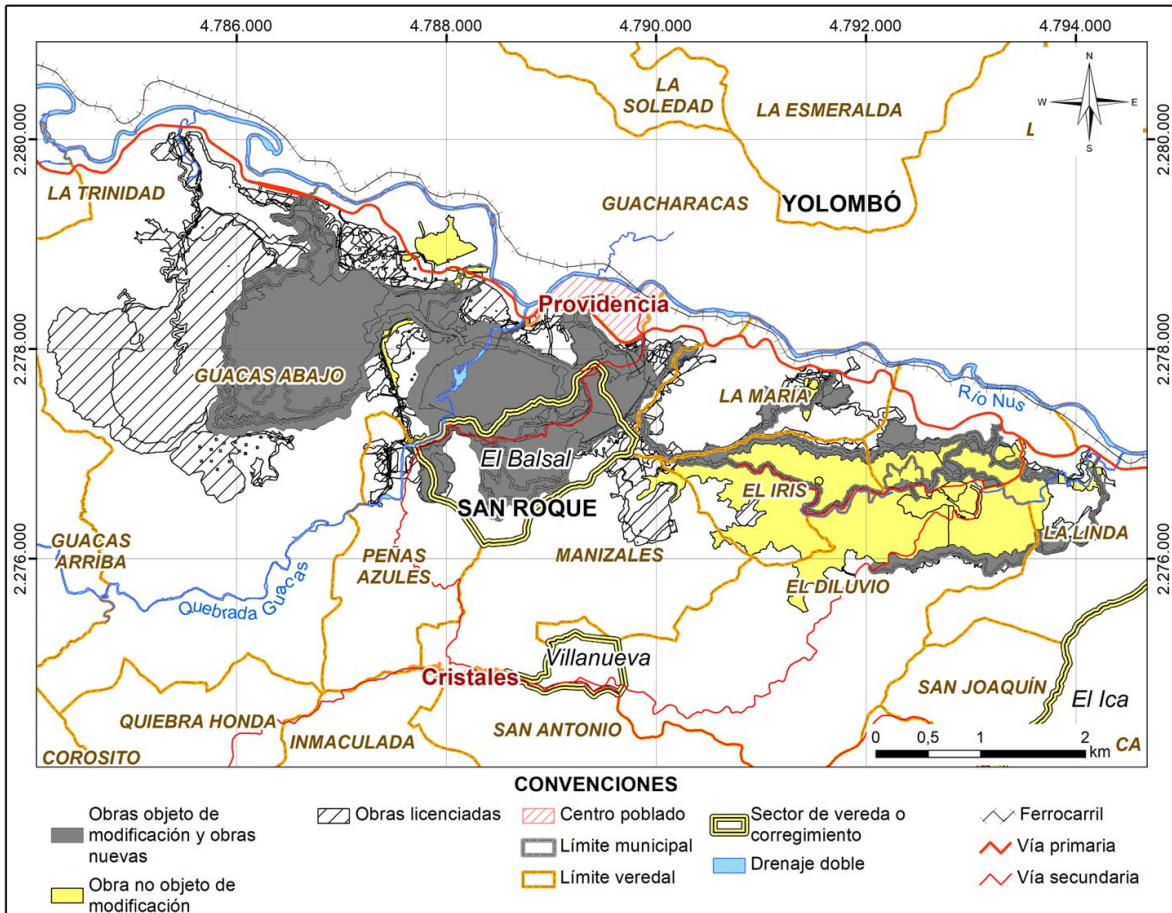 4.786.000 4.788.000 4.790.000 4.792.000 4.794.000
2.280.000
2.280.000
2.278.000
2.278.000
2.276.000
2.276.000
N
W E
S
LA
SOLEDAD
LA ESMERALDA
L
LA TRINIDAD
GUACHARACAS
YOLOMBÓ
Providencia
GUACAS ABAJO
LA MARÍA
Río Nus
El Balsal
EL IRIS
SAN ROQUE
LA LINDA
GUACAS
ARRIBA
PEÑAS
AZULES
MANIZALES
EL DILUVIO
Quebrada Guacas
Villanueva
Cristales
SAN JOAQUÍN
El Ica
QUIEBRA HONDA
SAN ANTONIO
INMACULADA
COROSITO
CA
0 0,5 1 2
km
CONVENCIONES
Obras objeto de
modificación y obras
nuevas
Obra no objeto de
modificación
Obras licenciadas
Centro poblado
Límite municipal
Límite veredal
Sector de vereda o
corregimiento
Drenaje doble
Ferrocarril
Vía primaria
Vía secundaria